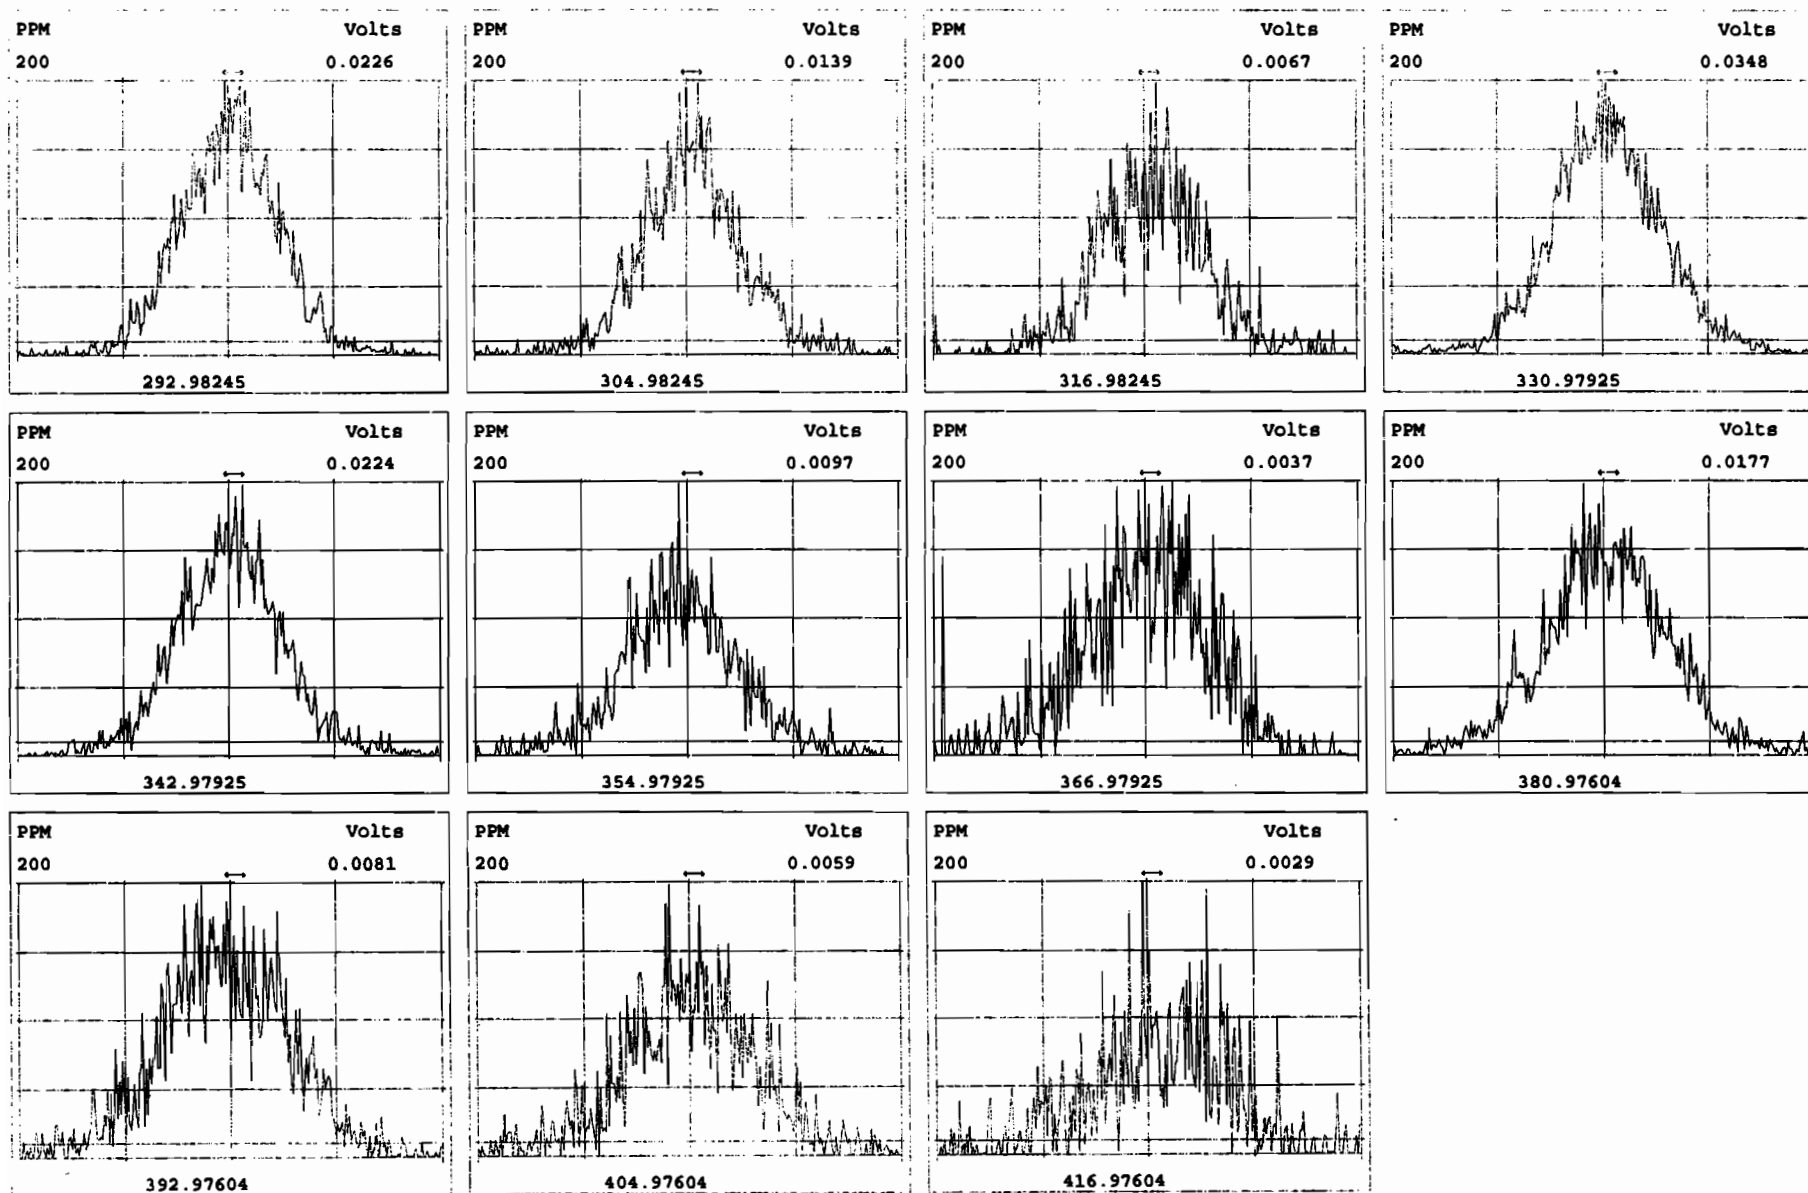 PPM Volts
200 0.0226
292.98245
PPM Volts
200 0.0139
304.98245
PPM Volts
200 0.0067
316.98245
PPM Volts
200 0.0348
330.97925
PPM Volts
200 0.0224
342.97925
PPM Volts
200 0.0097
354.97925
PPM Volts
200 0.0037
366.97925
PPM Volts
200 0.0177
380.97604
PPM Volts
200 0.0081
392.97604
PPM Volts
200 0.0059
404.97604
PPM Volts
200 0.0029
416.97604